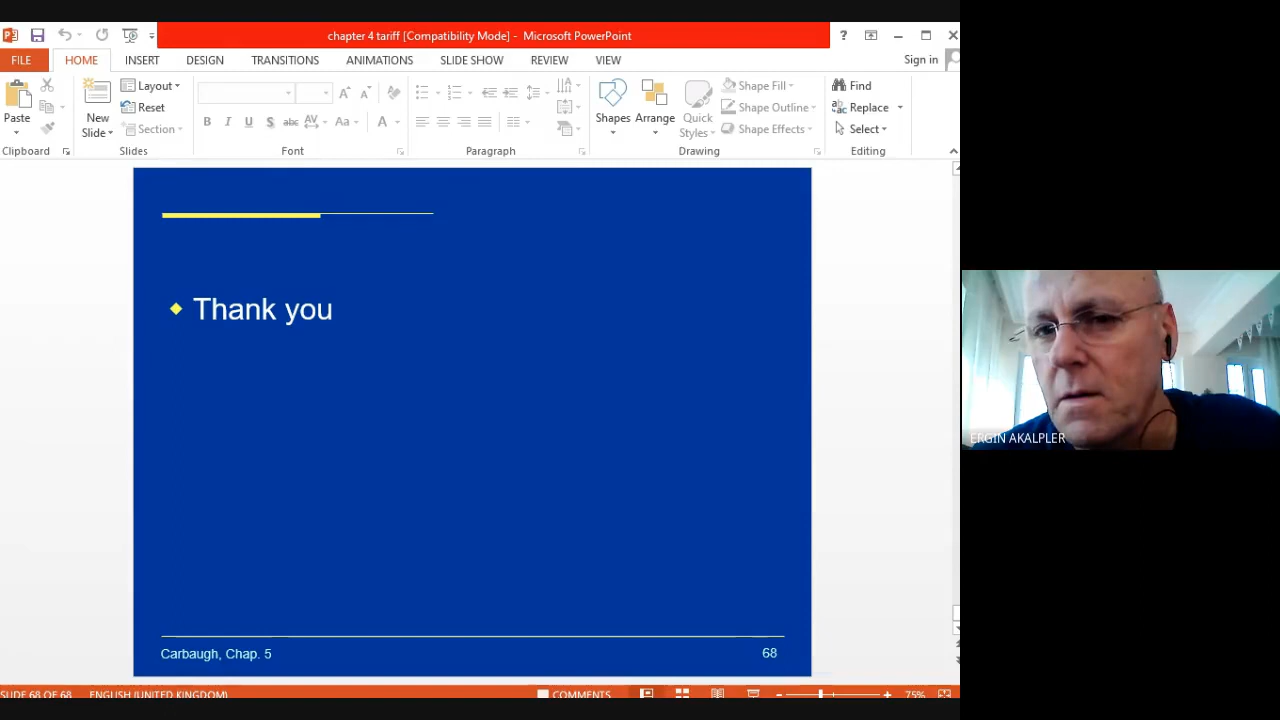 chapter 4 tariff [Compatibility Mode] - Microsoft PowerPoint
?
FILE HOME INSERT DESIGN TRANSITIONS ANIMATIONS SLIDE SHOW REVIEW VIEW Sign in
Paste
New Slide
Layout
Reset
Section
B I U S abc AV Aa A
Shapes
Arrange
Quick Styles
Shape Fill
Shape Outline
Shape Effects
Find
Replace
Select
Clipboard Slides Font Paragraph Drawing Editing
Thank you
Carbaugh, Chap. 5 68
ERGIN AKALPLER
SLIDE 68 OF 68 ENGLISH (UNITED KINGDOM) COMMENTS 75%